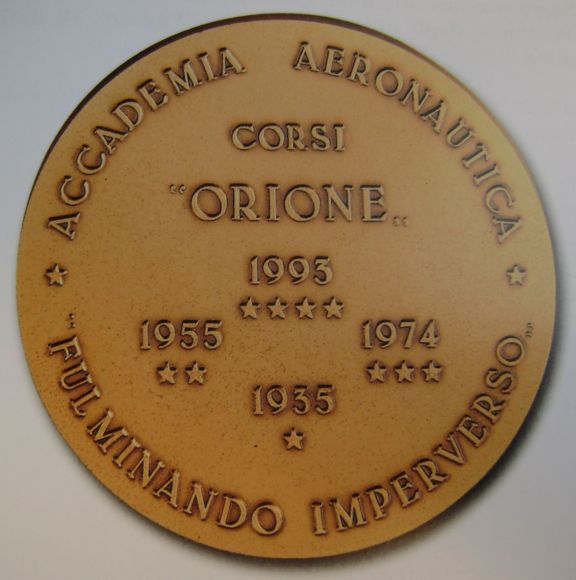 ACCADEMIA AERONAUTICA
CORSI
"ORIONE"
1993
1955 1974
1935
"FULMINANDO IMPERVERSO"